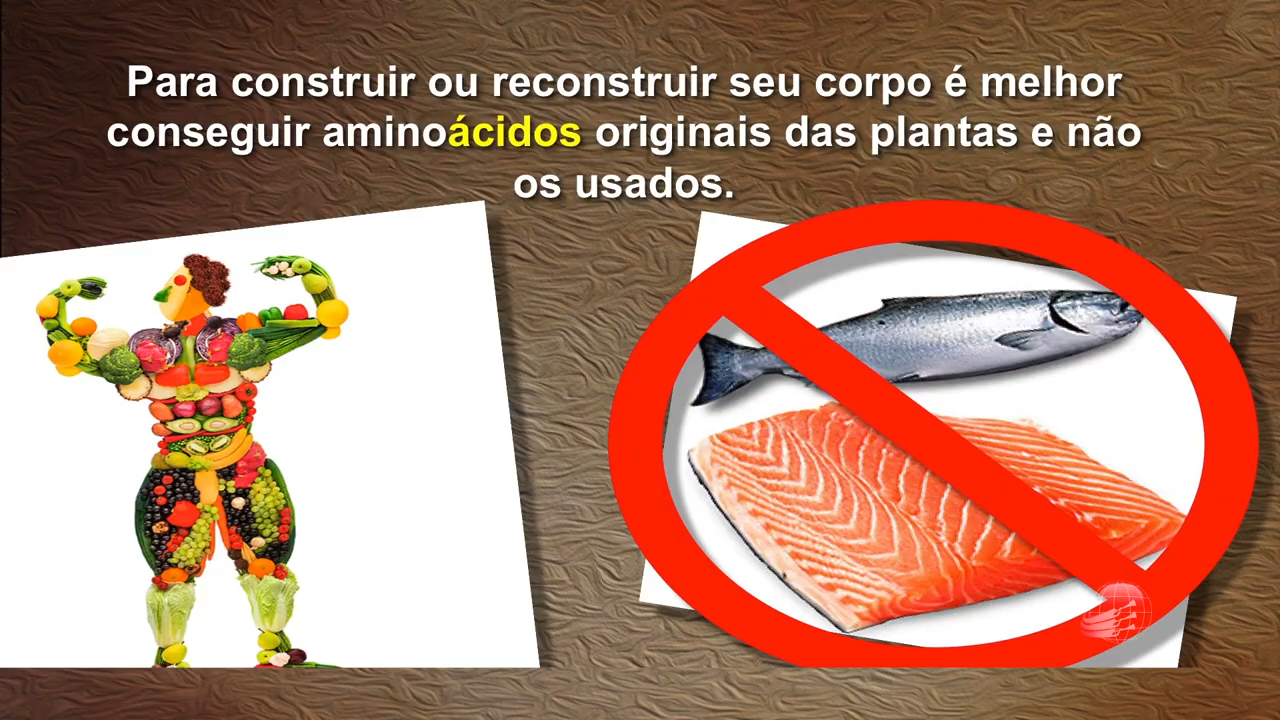 Para construir ou reconstruir seu corpo é melhor
conseguir aminoácidos originais das plantas e não
os usados.